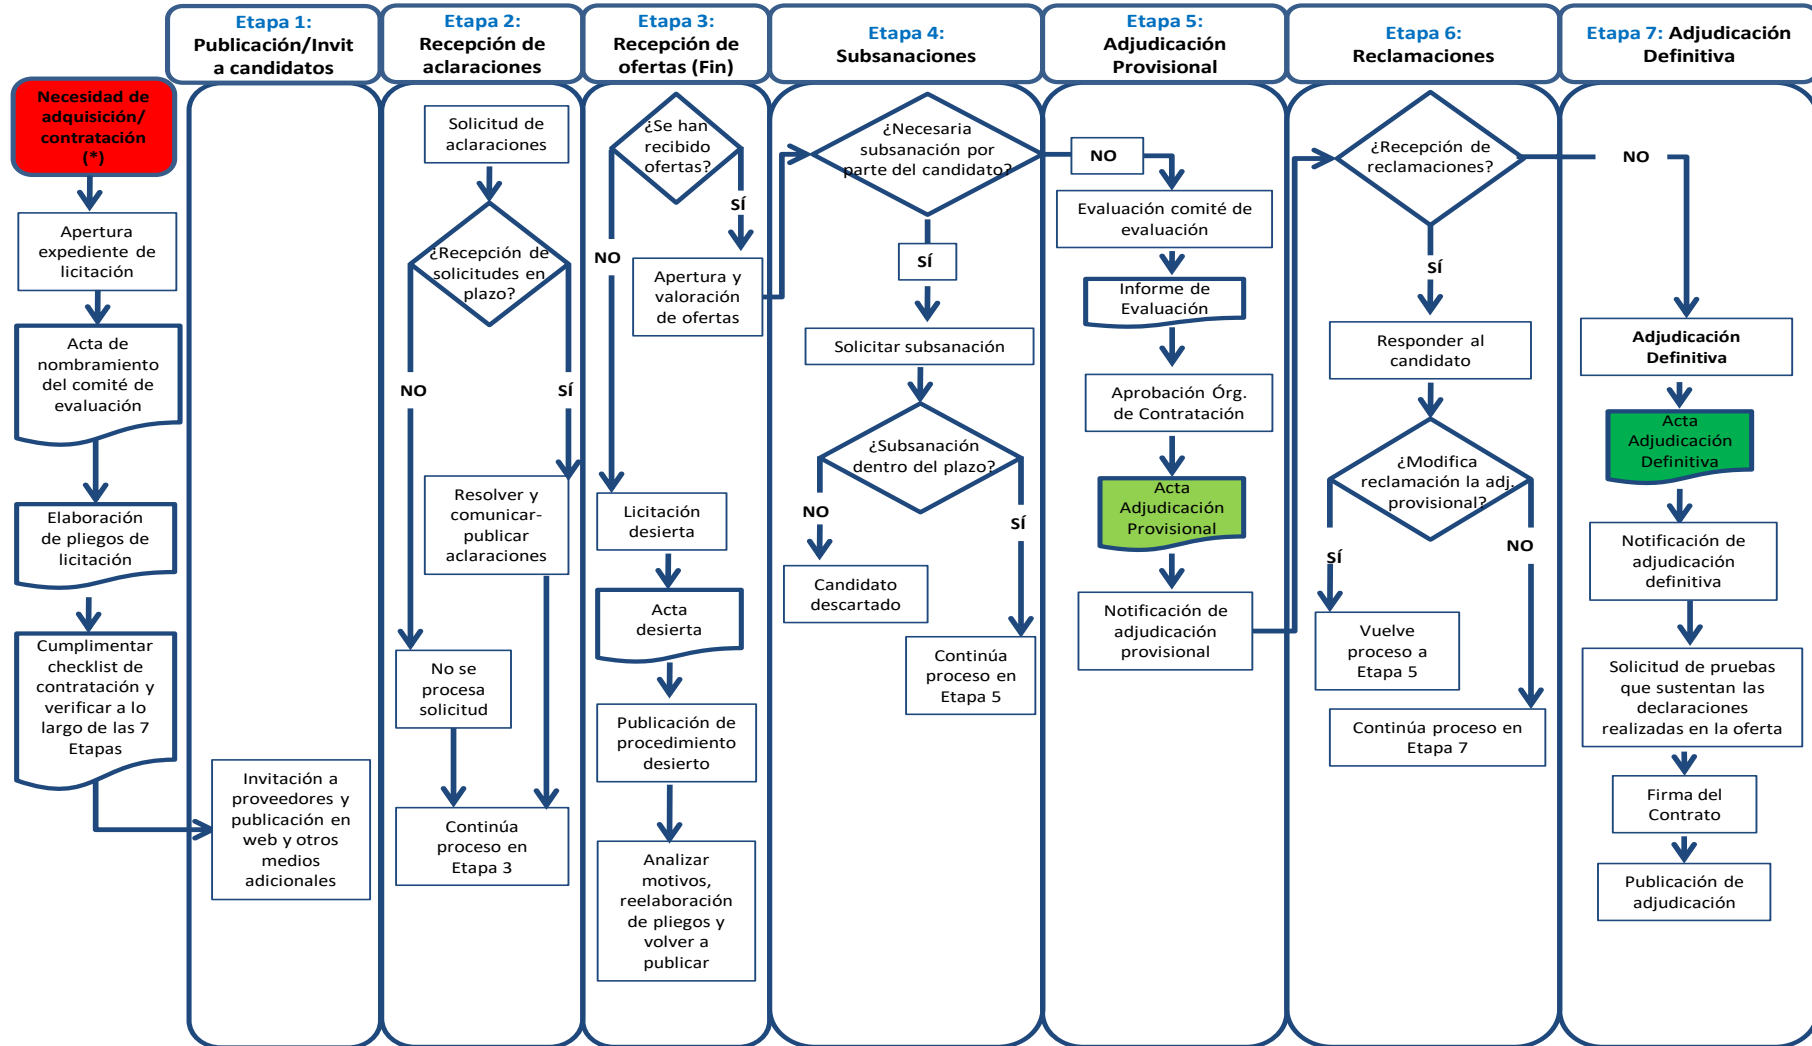 Etapa 1:
Publicación/Invit
a candidatos
Etapa 2:
Recepción de
aclaraciones
Etapa 3:
Recepción de
ofertas (Fin)
Etapa 4:
Subsanaciones
Etapa 5:
Adjudicación
Provisional
Etapa 6:
Reclamaciones
Etapa 7: Adjudicación
Definitiva
Necesidad de
adquisición/
contratación
(*)
Apertura
expediente de
licitación
Acta de
nombramiento
del comité de
evaluación
Elaboración
de pliegos de
licitación
Cumplimentar
checklist de
contratación y
verificar a lo
largo de las 7
Etapas
Invitación a
proveedores y
publicación en
web y otros
medios
adicionales
Solicitud de
aclaraciones
¿Recepción de
solicitudes en
plazo?
NO
SÍ
Resolver y
comunicar-
publicar
aclaraciones
No se
procesa
solicitud
Continúa
proceso en
Etapa 3
¿Se han
recibido
ofertas?
SÍ
NO
Apertura y
valoración
de ofertas
Licitación
desierta
Acta
desierta
Publicación de
procedimiento
desierto
Analizar
motivos,
reelaboración
de pliegos y
volver a
publicar
¿Necesaria
subsanación por
parte del candidato?
NO
SÍ
Solicitar subsanación
¿Subsanación
dentro del plazo?
NO
SÍ
Candidato
descartado
Continúa
proceso en
Etapa 5
Evaluación comité de
evaluación
Informe de
Evaluación
Aprobación Órg.
de Contratación
Acta
Adjudicación
Provisional
Notificación de
adjudicación
provisional
¿Recepción de
reclamaciones?
NO
SÍ
Responder al
candidato
¿Modifica
reclamación la adj.
provisional?
SÍ
NO
Vuelve
proceso a
Etapa 5
Continúa proceso en
Etapa 7
Adjudicación
Definitiva
Acta
Adjudicación
Definitiva
Notificación de
adjudicación
definitiva
Solicitud de pruebas
que sustentan las
declaraciones
realizadas en la oferta
Firma del
Contrato
Publicación de
adjudicación